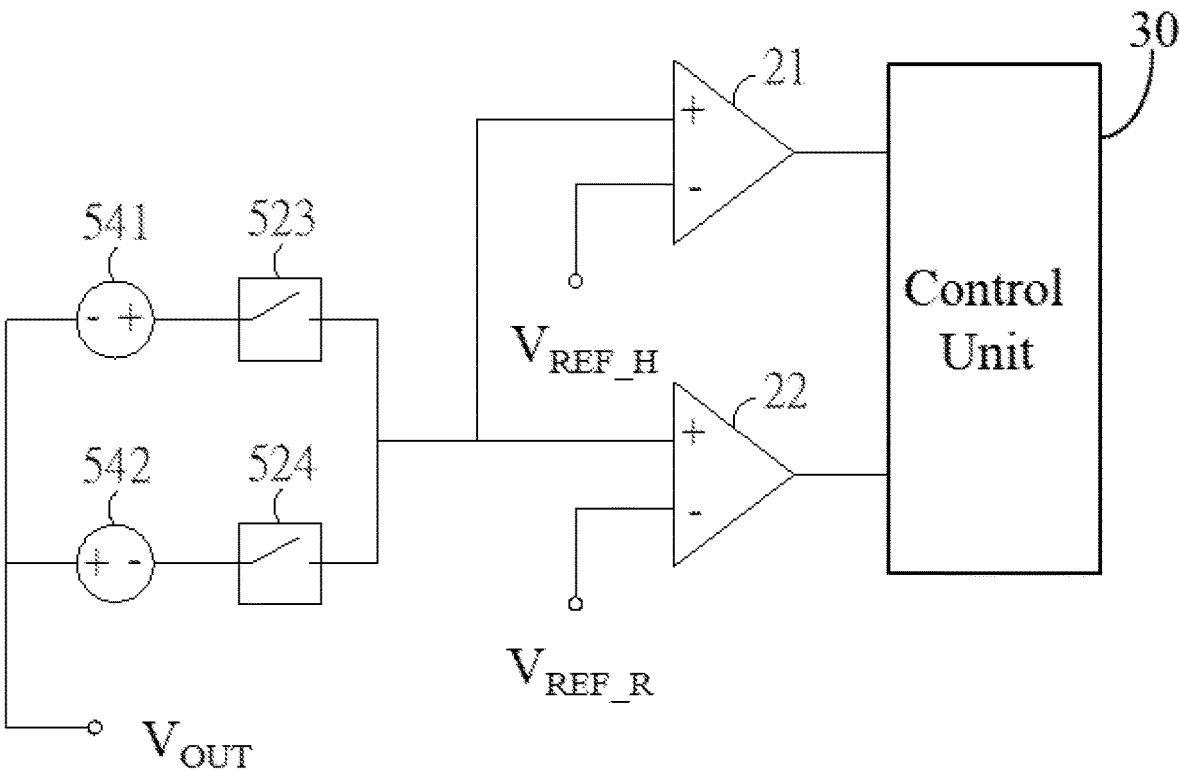 30
21
+
-
541
523
- +
Control
Unit
V_REF_H
22
+
-
542
524
+ -
V_REF_R
V_OUT